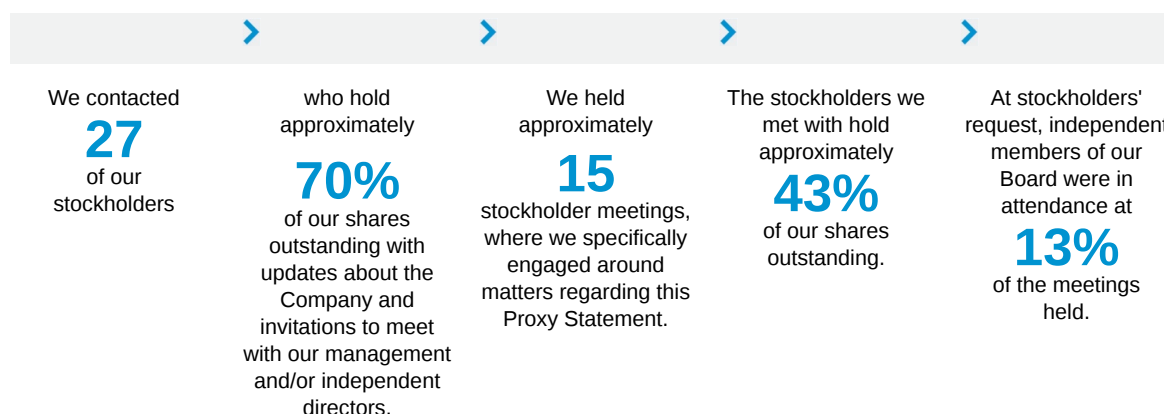 We contacted
27
of our
stockholders
who hold
approximately
70%
of our shares
outstanding with
updates about the
Company and
invitations to meet
with our management
and/or independent
directors.
We held
approximately
15
stockholder meetings,
where we specifically
engaged around
matters regarding this
Proxy Statement.
The stockholders we
met with hold
approximately
43%
of our shares
outstanding.
At stockholders'
request, independent
members of our
Board were in
attendance at
13%
of the meetings
held.